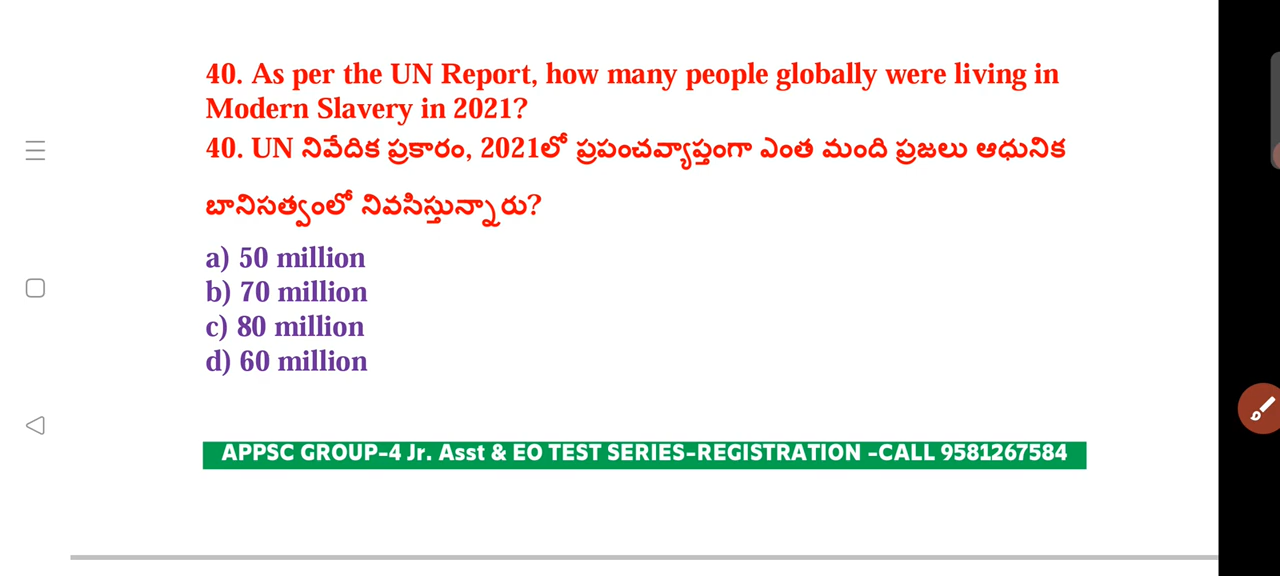 40. As per the UN Report, how many people globally were living in
Modern Slavery in 2021?
40. UN నివేదిక ప్రకారం, 2021లో ప్రపంచవ్యాప్తంగా ఎంత మంది ప్రజలు ఆధునిక
బానిసత్వంలో నివసిస్తున్నారు?
a) 50 million
b) 70 million
c) 80 million
d) 60 million
APPSC GROUP-4 Jr. Asst & EO TEST SERIES-REGISTRATION -CALL 9581267584